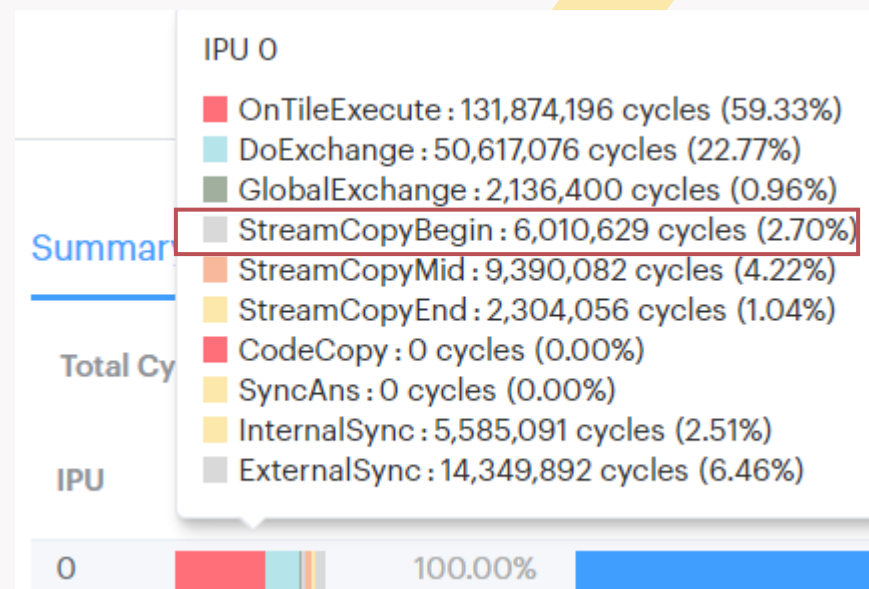 IPU 0
OnTileExecute : 131,874,196 cycles (59.33%)
DoExchange : 50,617,076 cycles (22.77%)
GlobalExchange : 2,136,400 cycles (0.96%)
StreamCopyBegin : 6,010,629 cycles (2.70%)
StreamCopyMid : 9,390,082 cycles (4.22%)
StreamCopyEnd : 2,304,056 cycles (1.04%)
CodeCopy : 0 cycles (0.00%)
SyncAns : 0 cycles (0.00%)
InternalSync : 5,585,091 cycles (2.51%)
ExternalSync : 14,349,892 cycles (6.46%)
Summar
Total Cy
IPU
0 100.00%